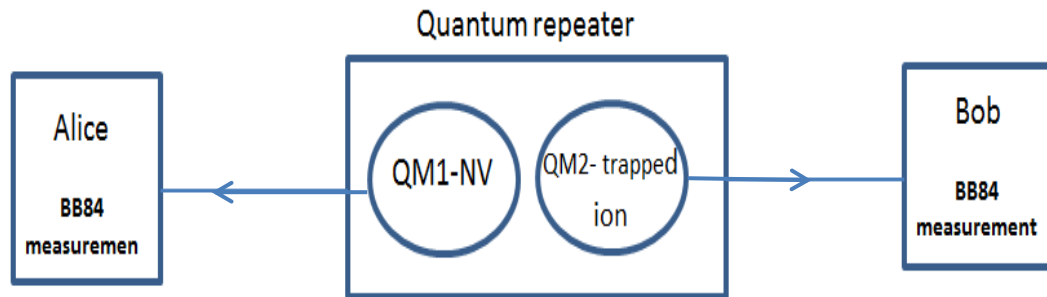 Quantum repeater
Alice
BB84
measuremen
QM1-NV
QM2- trapped
ion
Bob
BB84
measurement